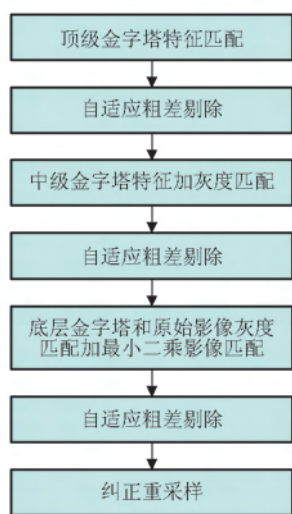 顶级金字塔特征匹配
自适应粗差剔除
中级金字塔特征加灰度匹配
自适应粗差剔除
底层金字塔和原始影像灰度
匹配加最小二乘影像匹配
自适应粗差剔除
纠正重采样